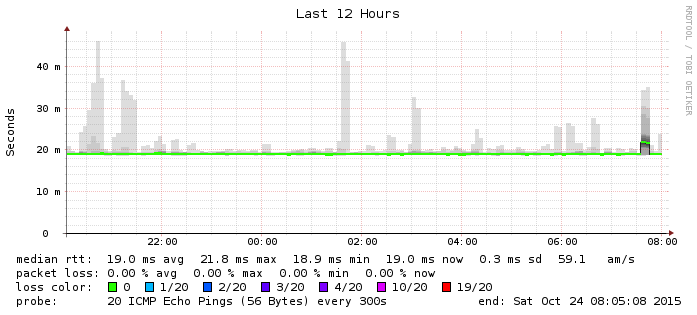 Last 12 Hours
RRDTOOL / TOBI OETIKER
Seconds
40 m
30 m
20 m
10 m
0
22:00 00:00 02:00 04:00 06:00 08:00
median rtt: 19.0 ms avg 21.8 ms max 18.9 ms min 19.0 ms now 0.3 ms sd 59.1 am/s
packet loss: 0.00 % avg 0.00 % max 0.00 % min 0.00 % now
loss color: 0 1/20 2/20 3/20 4/20 10/20 19/20
probe: 20 ICMP Echo Pings (56 Bytes) every 300s end: Sat Oct 24 08:05:08 2015